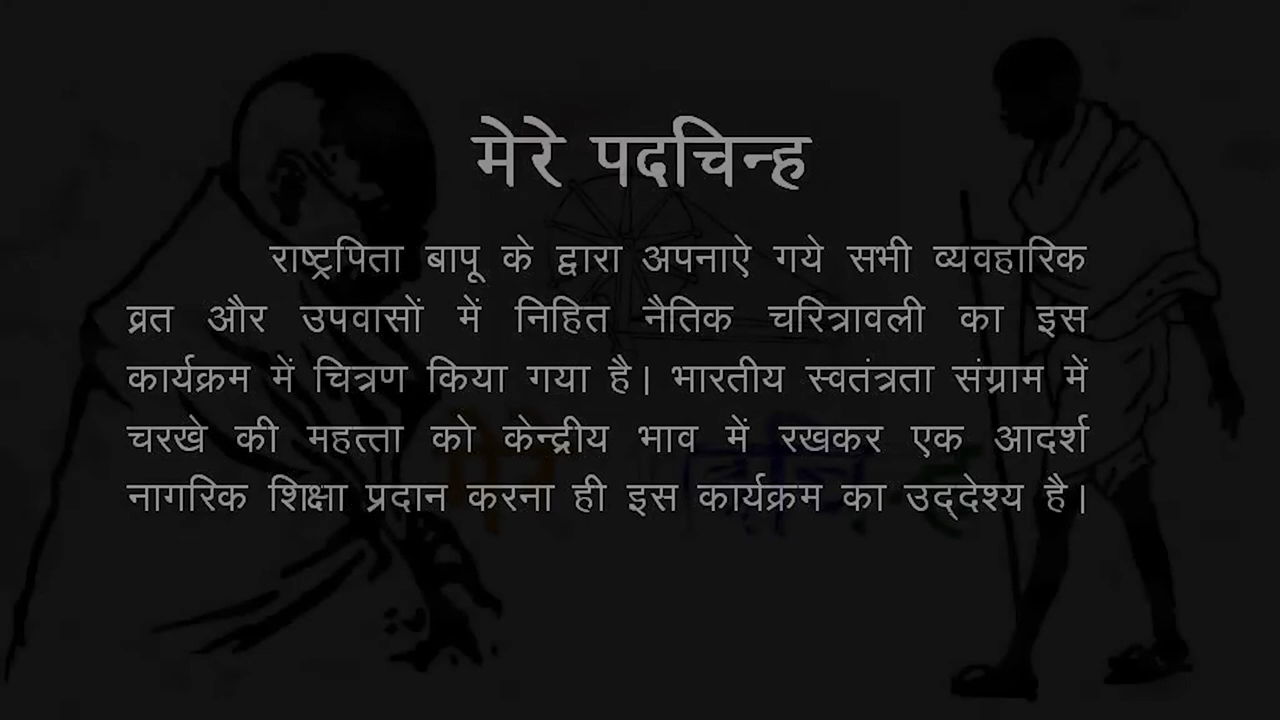 मेरे पदचिन्ह
राष्ट्रपिता बापू के द्वारा अपनाऐ गये सभी व्यवहारिक
व्रत और उपवासों में निहित नैतिक चरित्रावली का इस
कार्यक्रम में चित्रण किया गया है। भारतीय स्वतंत्रता संग्राम में
चरखे की महत्ता को केन्द्रीय भाव में रखकर एक आदर्श
नागरिक शिक्षा प्रदान करना ही इस कार्यक्रम का उद्देश्य है।